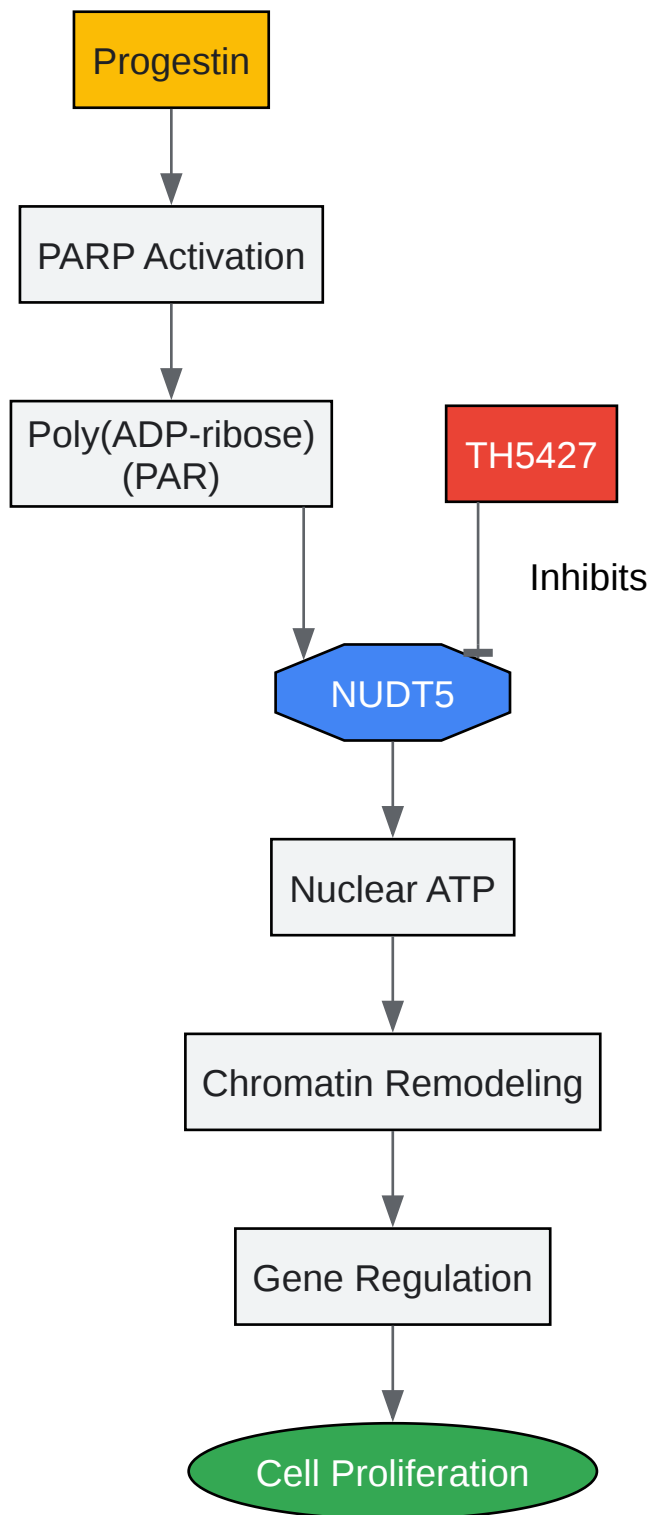 Progestin
PARP Activation
Poly(ADP-ribose)
(PAR)
TH5427
Inhibits
NUDT5
Nuclear ATP
Chromatin Remodeling
Gene Regulation
Cell Proliferation